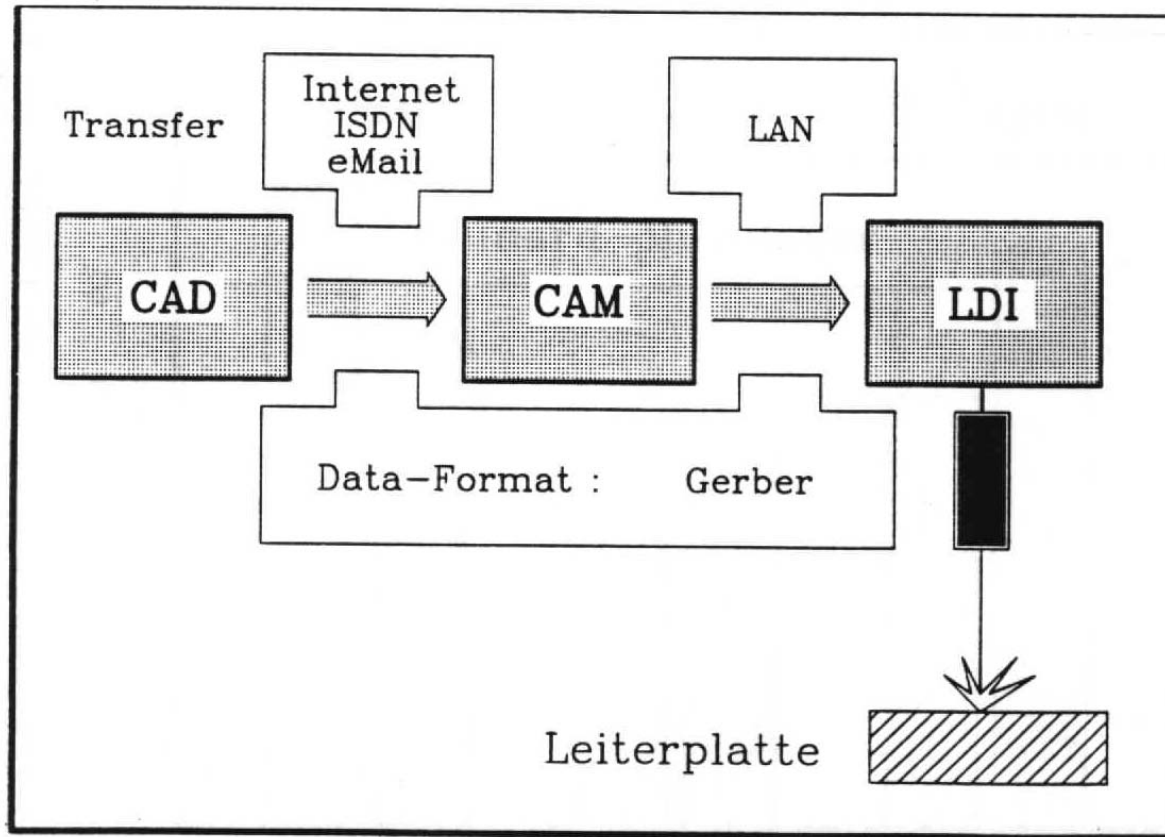 Transfer
Internet
ISDN
eMail
LAN
CAD
CAM
LDI
Data-Format : Gerber
Leiterplatte